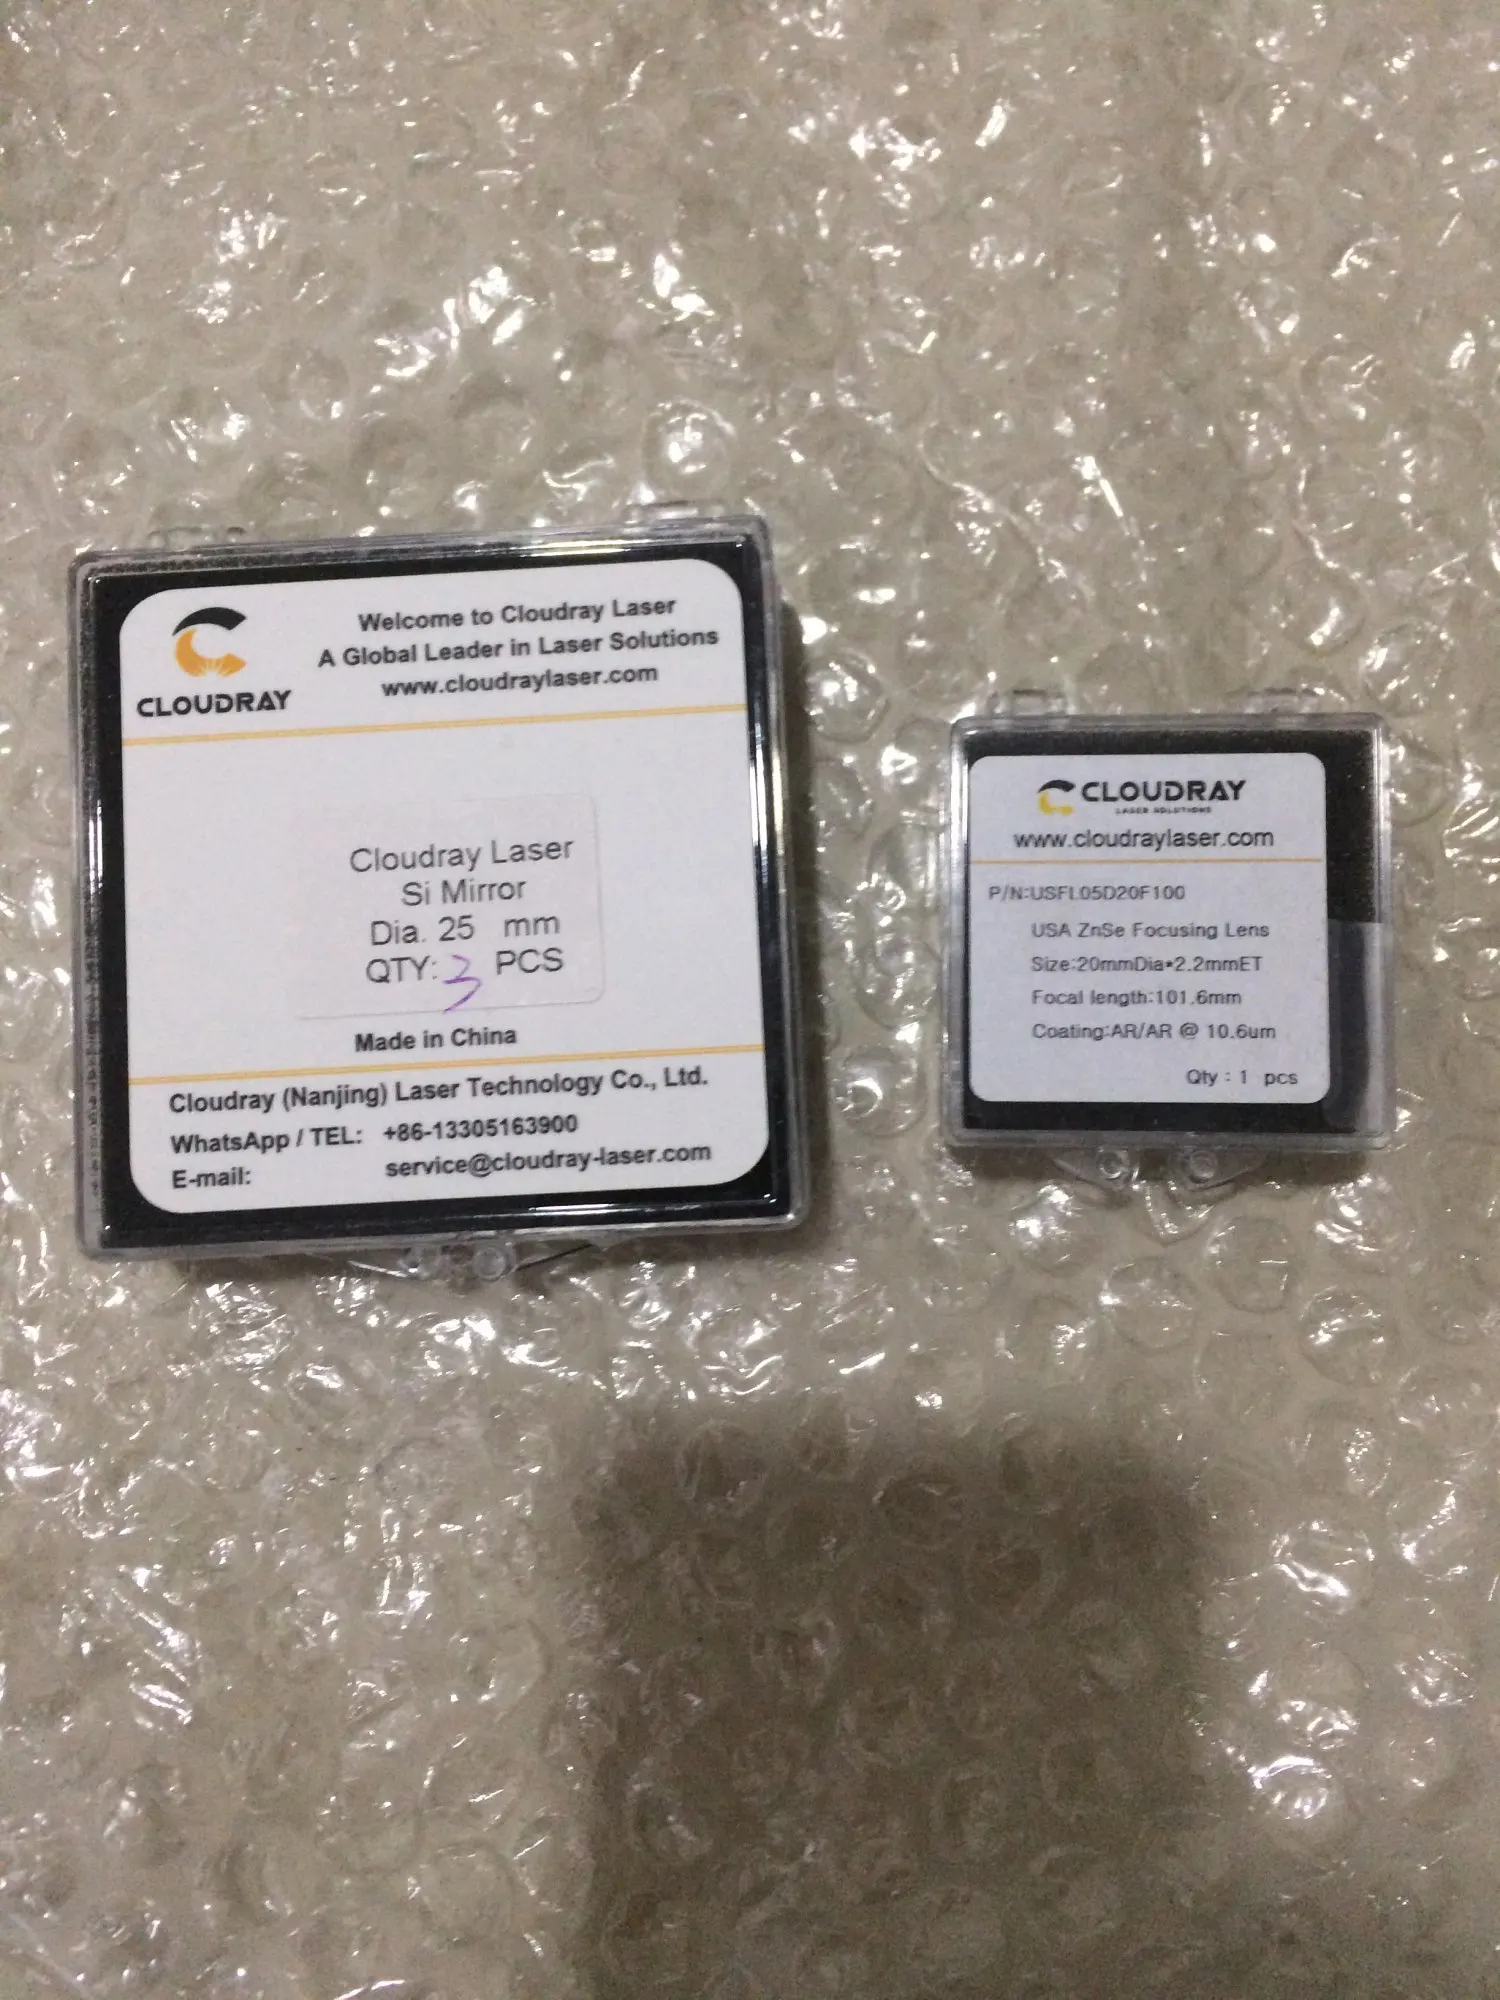 CLOUDRAY
Welcome to Cloudray Laser
A Global Leader in Laser Solutions
www.cloudraylaser.com
Cloudray Laser
Si Mirror
Dia. 25 mm
QTY: 3 PCS
Made in China
Cloudray (Nanjing) Laser Technology Co., Ltd.
WhatsApp / TEL: +86-13305163900
E-mail: service@cloudray-laser.com
CLOUDRAY
LASER SOLUTIONS
www.cloudraylaser.com
P/N:USFL05D20F100
USA ZnSe Focusing Lens
Size:20mmDia*2.2mmET
Focal length:101.6mm
Coating:AR/AR @ 10.6um
Qty : 1 pcs